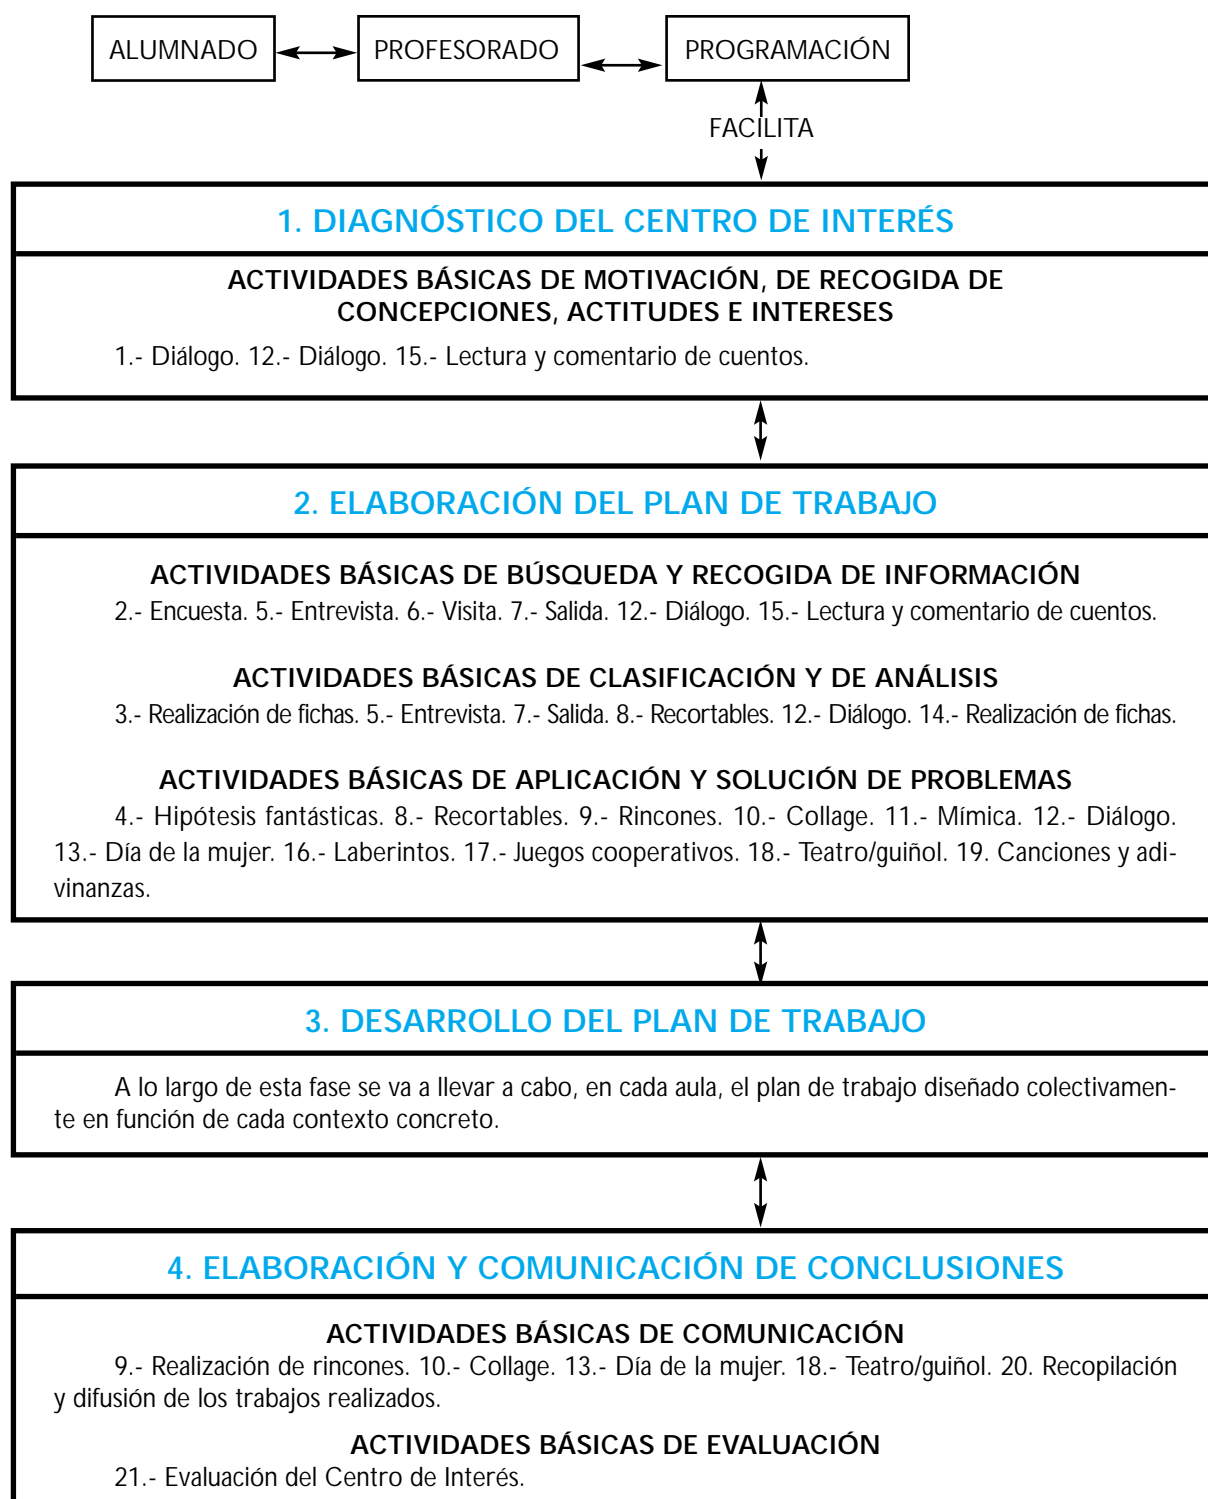 ALUMNADO PROFESORADO PROGRAMACIÓN
FACILITA
1. DIAGNÓSTICO DEL CENTRO DE INTERÉS
ACTIVIDADES BÁSICAS DE MOTIVACIÓN, DE RECOGIDA DE
CONCEPCIONES, ACTITUDES E INTERESES
1.- Diálogo. 12.- Diálogo. 15.- Lectura y comentario de cuentos.
2. ELABORACIÓN DEL PLAN DE TRABAJO
ACTIVIDADES BÁSICAS DE BÚSQUEDA Y RECOGIDA DE INFORMACIÓN
2.- Encuesta. 5.- Entrevista. 6.- Visita. 7.- Salida. 12.- Diálogo. 15.- Lectura y comentario de cuentos.
ACTIVIDADES BÁSICAS DE CLASIFICACIÓN Y DE ANÁLISIS
3.- Realización de fichas. 5.- Entrevista. 7.- Salida. 8.- Recortables. 12.- Diálogo. 14.- Realización de fichas.
ACTIVIDADES BÁSICAS DE APLICACIÓN Y SOLUCIÓN DE PROBLEMAS
4.- Hipótesis fantásticas. 8.- Recortables. 9.- Rincones. 10.- Collage. 11.- Mímica. 12.- Diálogo.
13.- Día de la mujer. 16.- Laberintos. 17.- Juegos cooperativos. 18.- Teatro/guiñol. 19. Canciones y adi-
vinanzas.
3. DESARROLLO DEL PLAN DE TRABAJO
A lo largo de esta fase se va a llevar a cabo, en cada aula, el plan de trabajo diseñado colectivamen-
te en función de cada contexto concreto.
4. ELABORACIÓN Y COMUNICACIÓN DE CONCLUSIONES
ACTIVIDADES BÁSICAS DE COMUNICACIÓN
9.- Realización de rincones. 10.- Collage. 13.- Día de la mujer. 18.- Teatro/guiñol. 20. Recopilación
y difusión de los trabajos realizados.
ACTIVIDADES BÁSICAS DE EVALUACIÓN
21.- Evaluación del Centro de Interés.